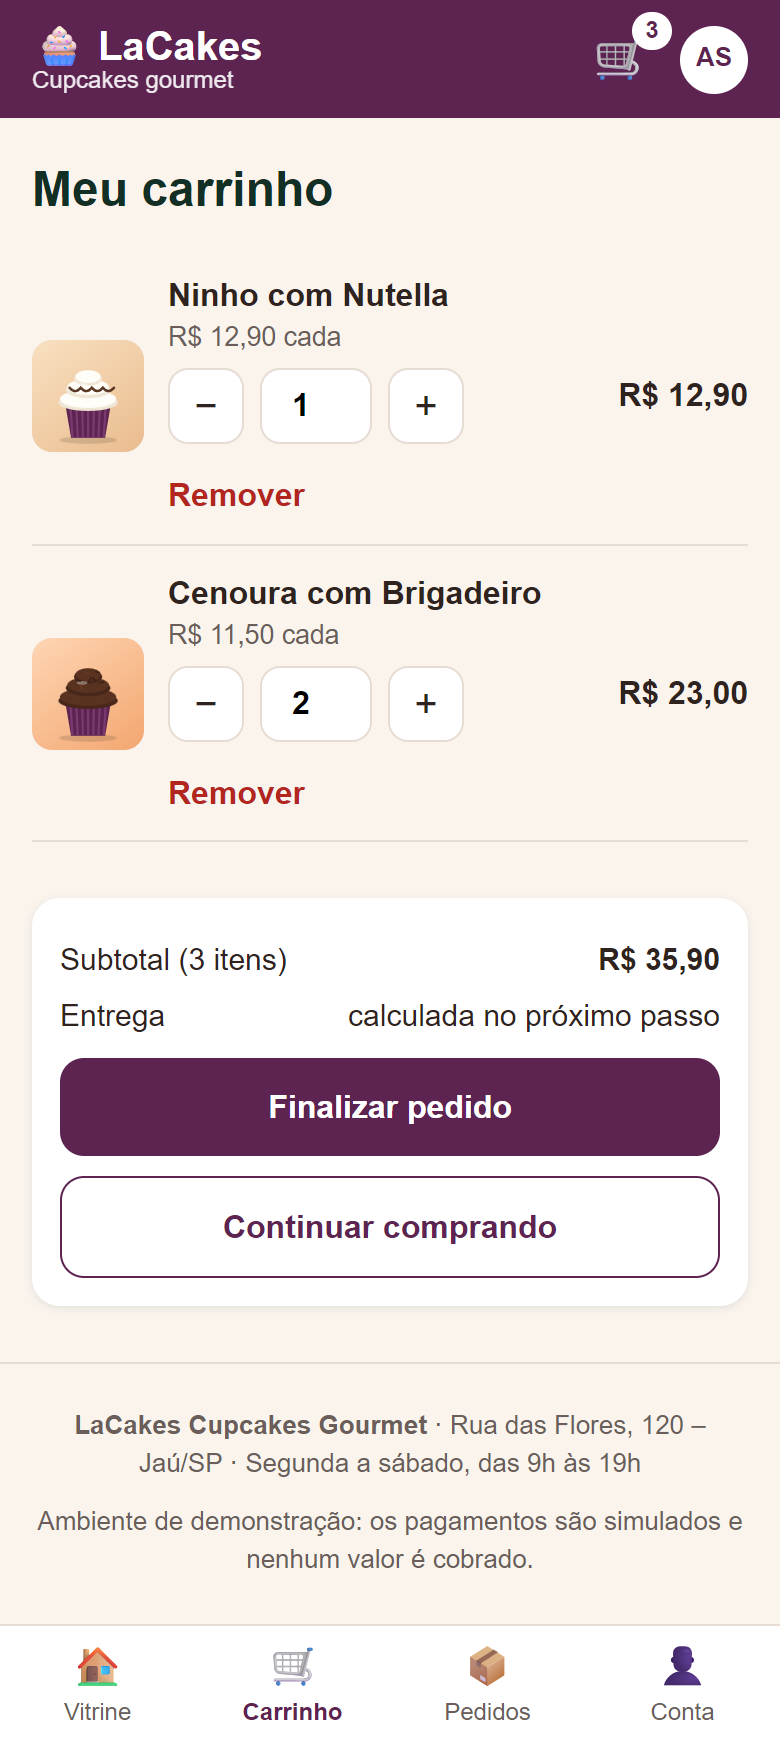 LaCakes
Cupcakes gourmet
3
AS
Meu carrinho
Ninho com Nutella
R$ 12,90 cada
− 1 +
R$ 12,90
Remover
Cenoura com Brigadeiro
R$ 11,50 cada
− 2 +
R$ 23,00
Remover
Subtotal (3 itens) R$ 35,90
Entrega calculada no próximo passo
Finalizar pedido
Continuar comprando
LaCakes Cupcakes Gourmet · Rua das Flores, 120 –
Jaú/SP · Segunda a sábado, das 9h às 19h
Ambiente de demonstração: os pagamentos são simulados e
nenhum valor é cobrado.
Vitrine Carrinho Pedidos Conta